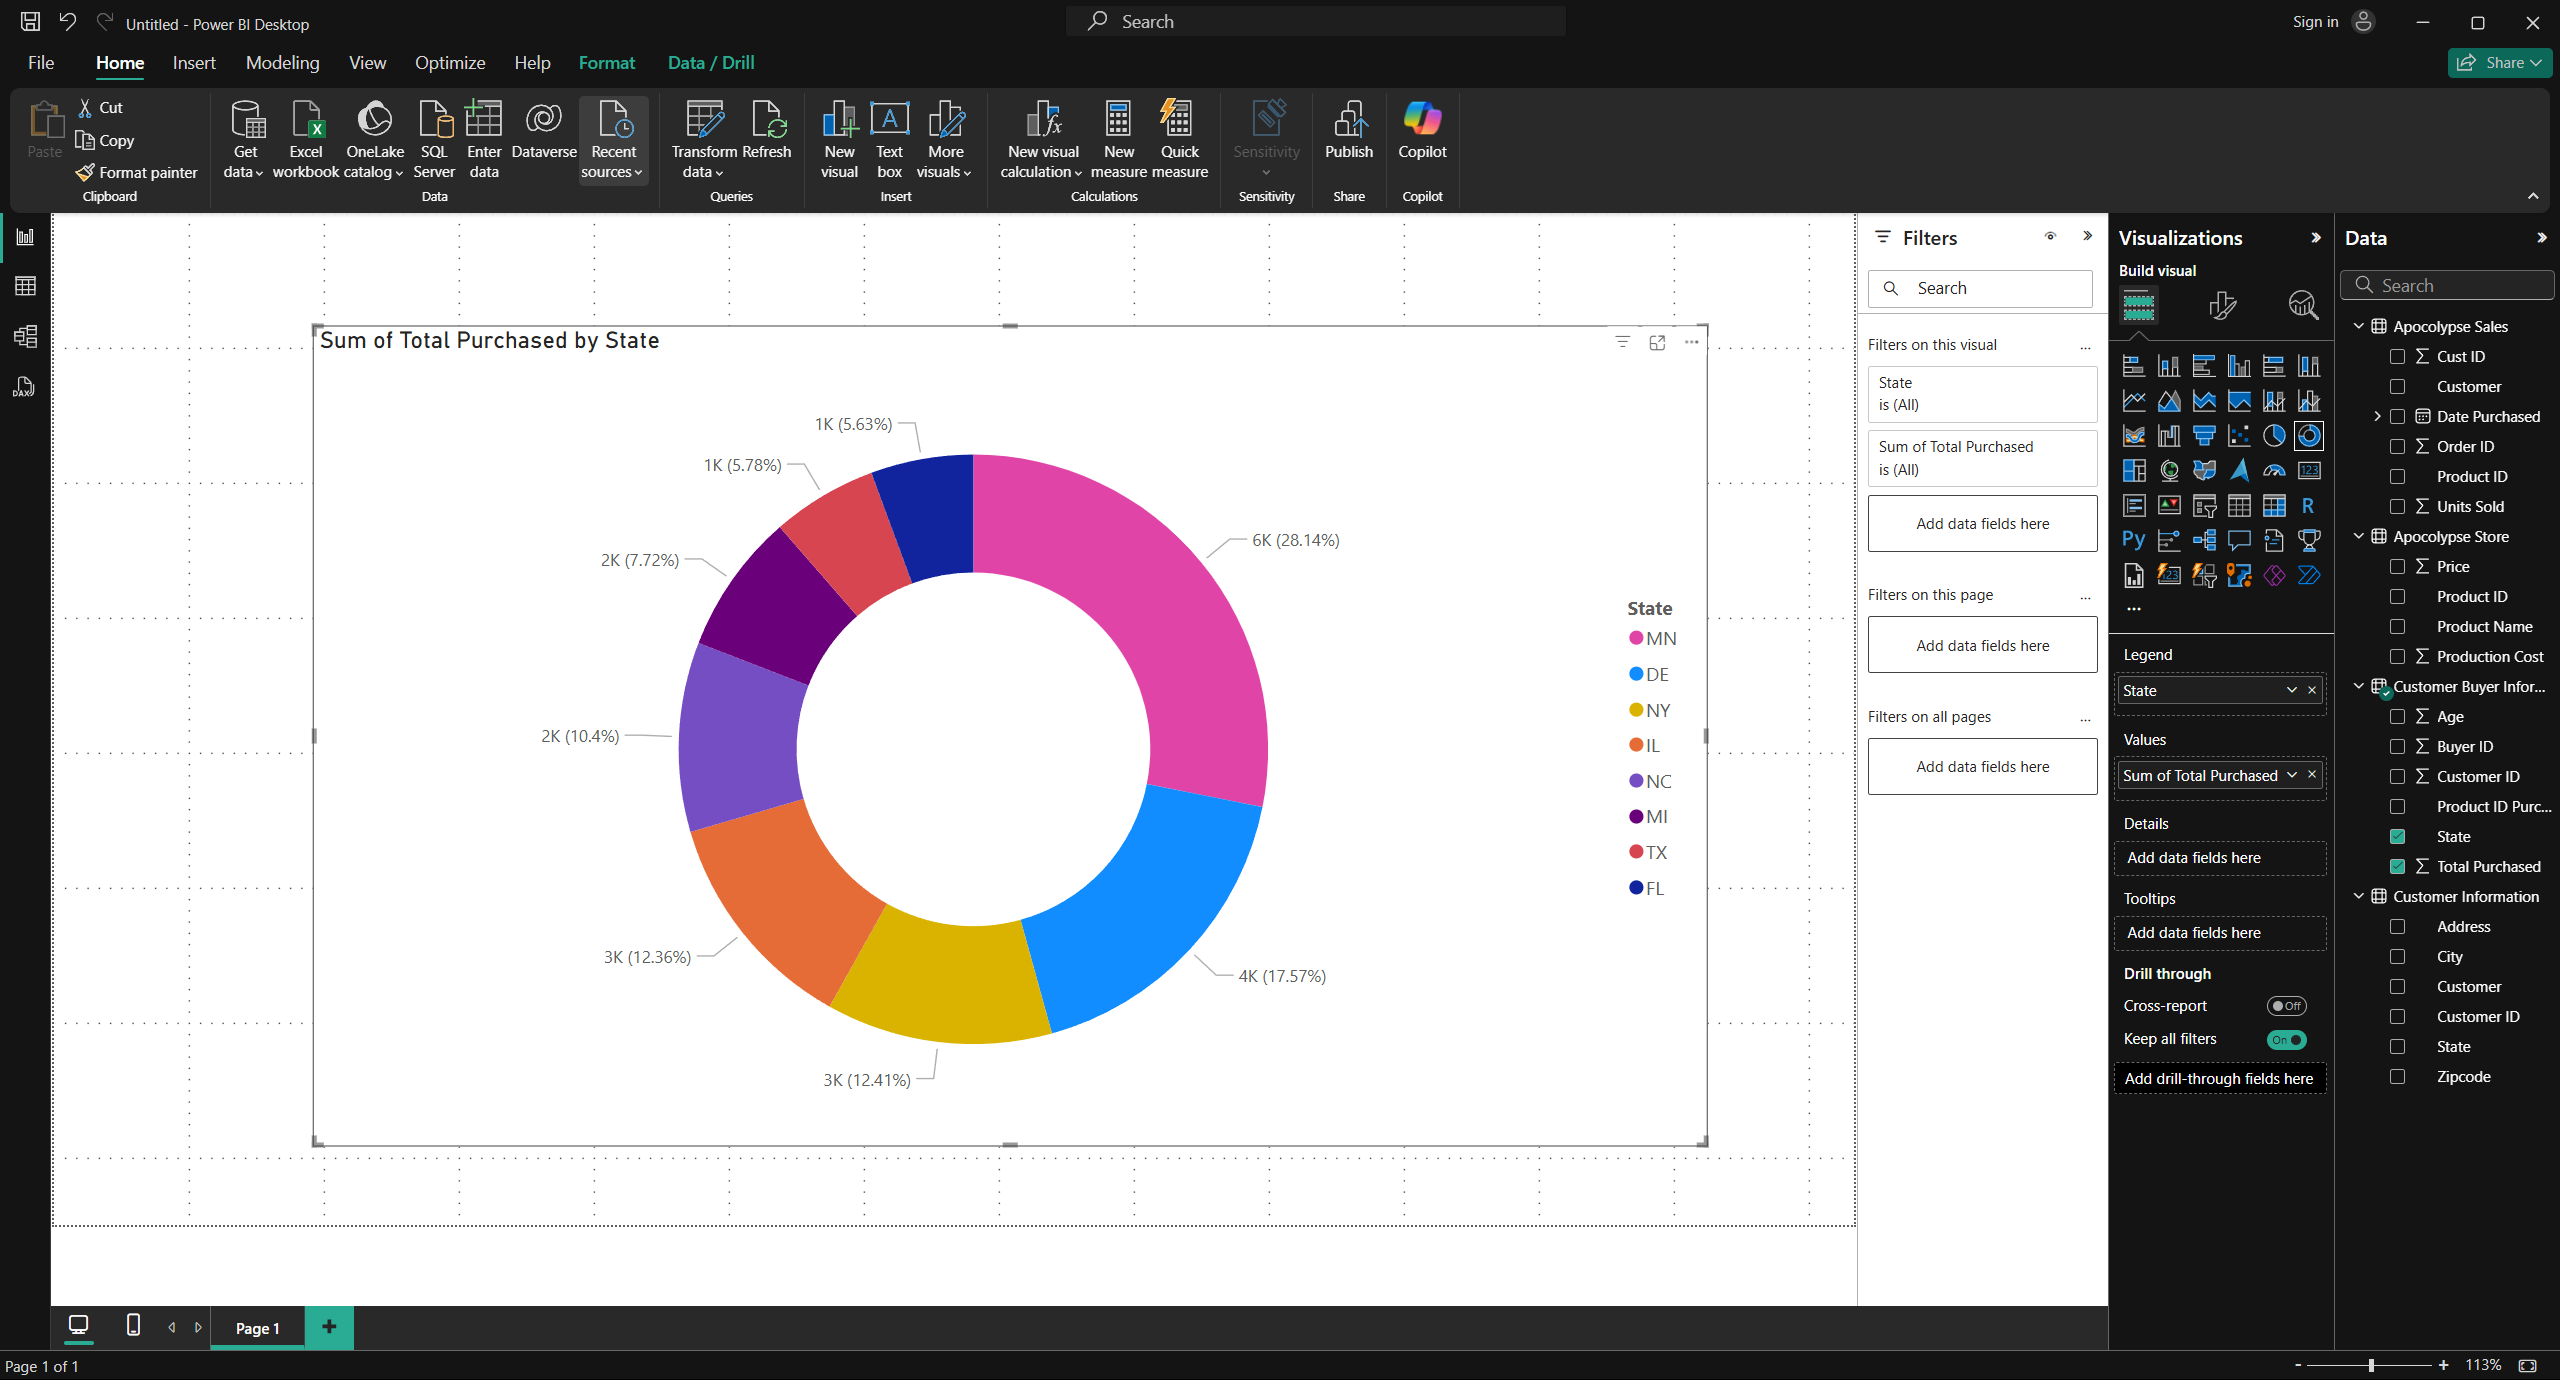 Untitled - Power BI Desktop
Search
Sign in
File Home Insert Modeling View Optimize Help Format Data / Drill
Share
Paste
Cut
Copy
Format painter
Clipboard
Get data
Excel workbook
OneLake catalog
SQL Server
Enter data
Dataverse
Recent sources
Data
Transform data
Refresh
Queries
New visual
Text box
More visuals
Insert
New visual calculation
New measure
Quick measure
Calculations
Sensitivity
Sensitivity
Publish
Share
Copilot
Copilot
DAX
Sum of Total Purchased by State
1K (5.63%)
1K (5.78%)
6K (28.14%)
2K (7.72%)
2K (10.4%)
3K (12.36%)
4K (17.57%)
3K (12.41%)
State
MN
DE
NY
IL
NC
MI
TX
FL
Filters
Search
Filters on this visual ...
State
is (All)
Sum of Total Purchased
is (All)
Add data fields here
Filters on this page ...
Add data fields here
Filters on all pages ...
Add data fields here
Visualizations
Build visual
123
R
Py
123
...
Legend
State
Values
Sum of Total Purchased
Details
Add data fields here
Tooltips
Add data fields here
Drill through
Cross-report Off
Keep all filters On
Add drill-through fields here
Data
Search
Apocolypse Sales
Cust ID
Customer
Date Purchased
Order ID
Product ID
Units Sold
Apocolypse Store
Price
Product ID
Product Name
Production Cost
Customer Buyer Infor...
Age
Buyer ID
Customer ID
Product ID Purc...
State
Total Purchased
Customer Information
Address
City
Customer
Customer ID
State
Zipcode
Page 1
+
Page 1 of 1
- + 113%